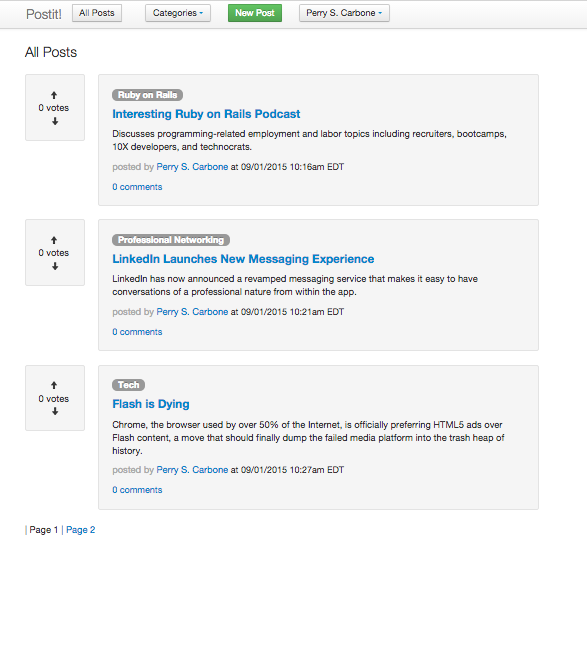 Postit! All Posts Categories New Post Perry S. Carbone
All Posts
0 votes
Ruby on Rails
Interesting Ruby on Rails Podcast
Discusses programming-related employment and labor topics including recruiters, bootcamps,
10X developers, and technocrats.
posted by Perry S. Carbone at 09/01/2015 10:16am EDT
0 comments
0 votes
Professional Networking
LinkedIn Launches New Messaging Experience
LinkedIn has now announced a revamped messaging service that makes it easy to have
conversations of a professional nature from within the app.
posted by Perry S. Carbone at 09/01/2015 10:21am EDT
0 comments
0 votes
Tech
Flash is Dying
Chrome, the browser used by over 50% of the Internet, is officially preferring HTML5 ads over
Flash content, a move that should finally dump the failed media platform into the trash heap of
history.
posted by Perry S. Carbone at 09/01/2015 10:27am EDT
0 comments
| Page 1 | Page 2